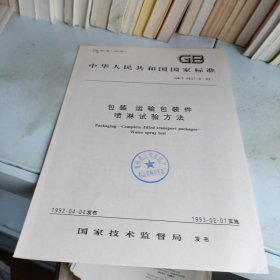 GB
中华人民共和国国家标准
包装 运输包装件
喷淋试验方法
Packaging—Complete, filled transport packages—
Water spray test
1992-04-04发布
1993-02-01实施
国家技术监督局 发布